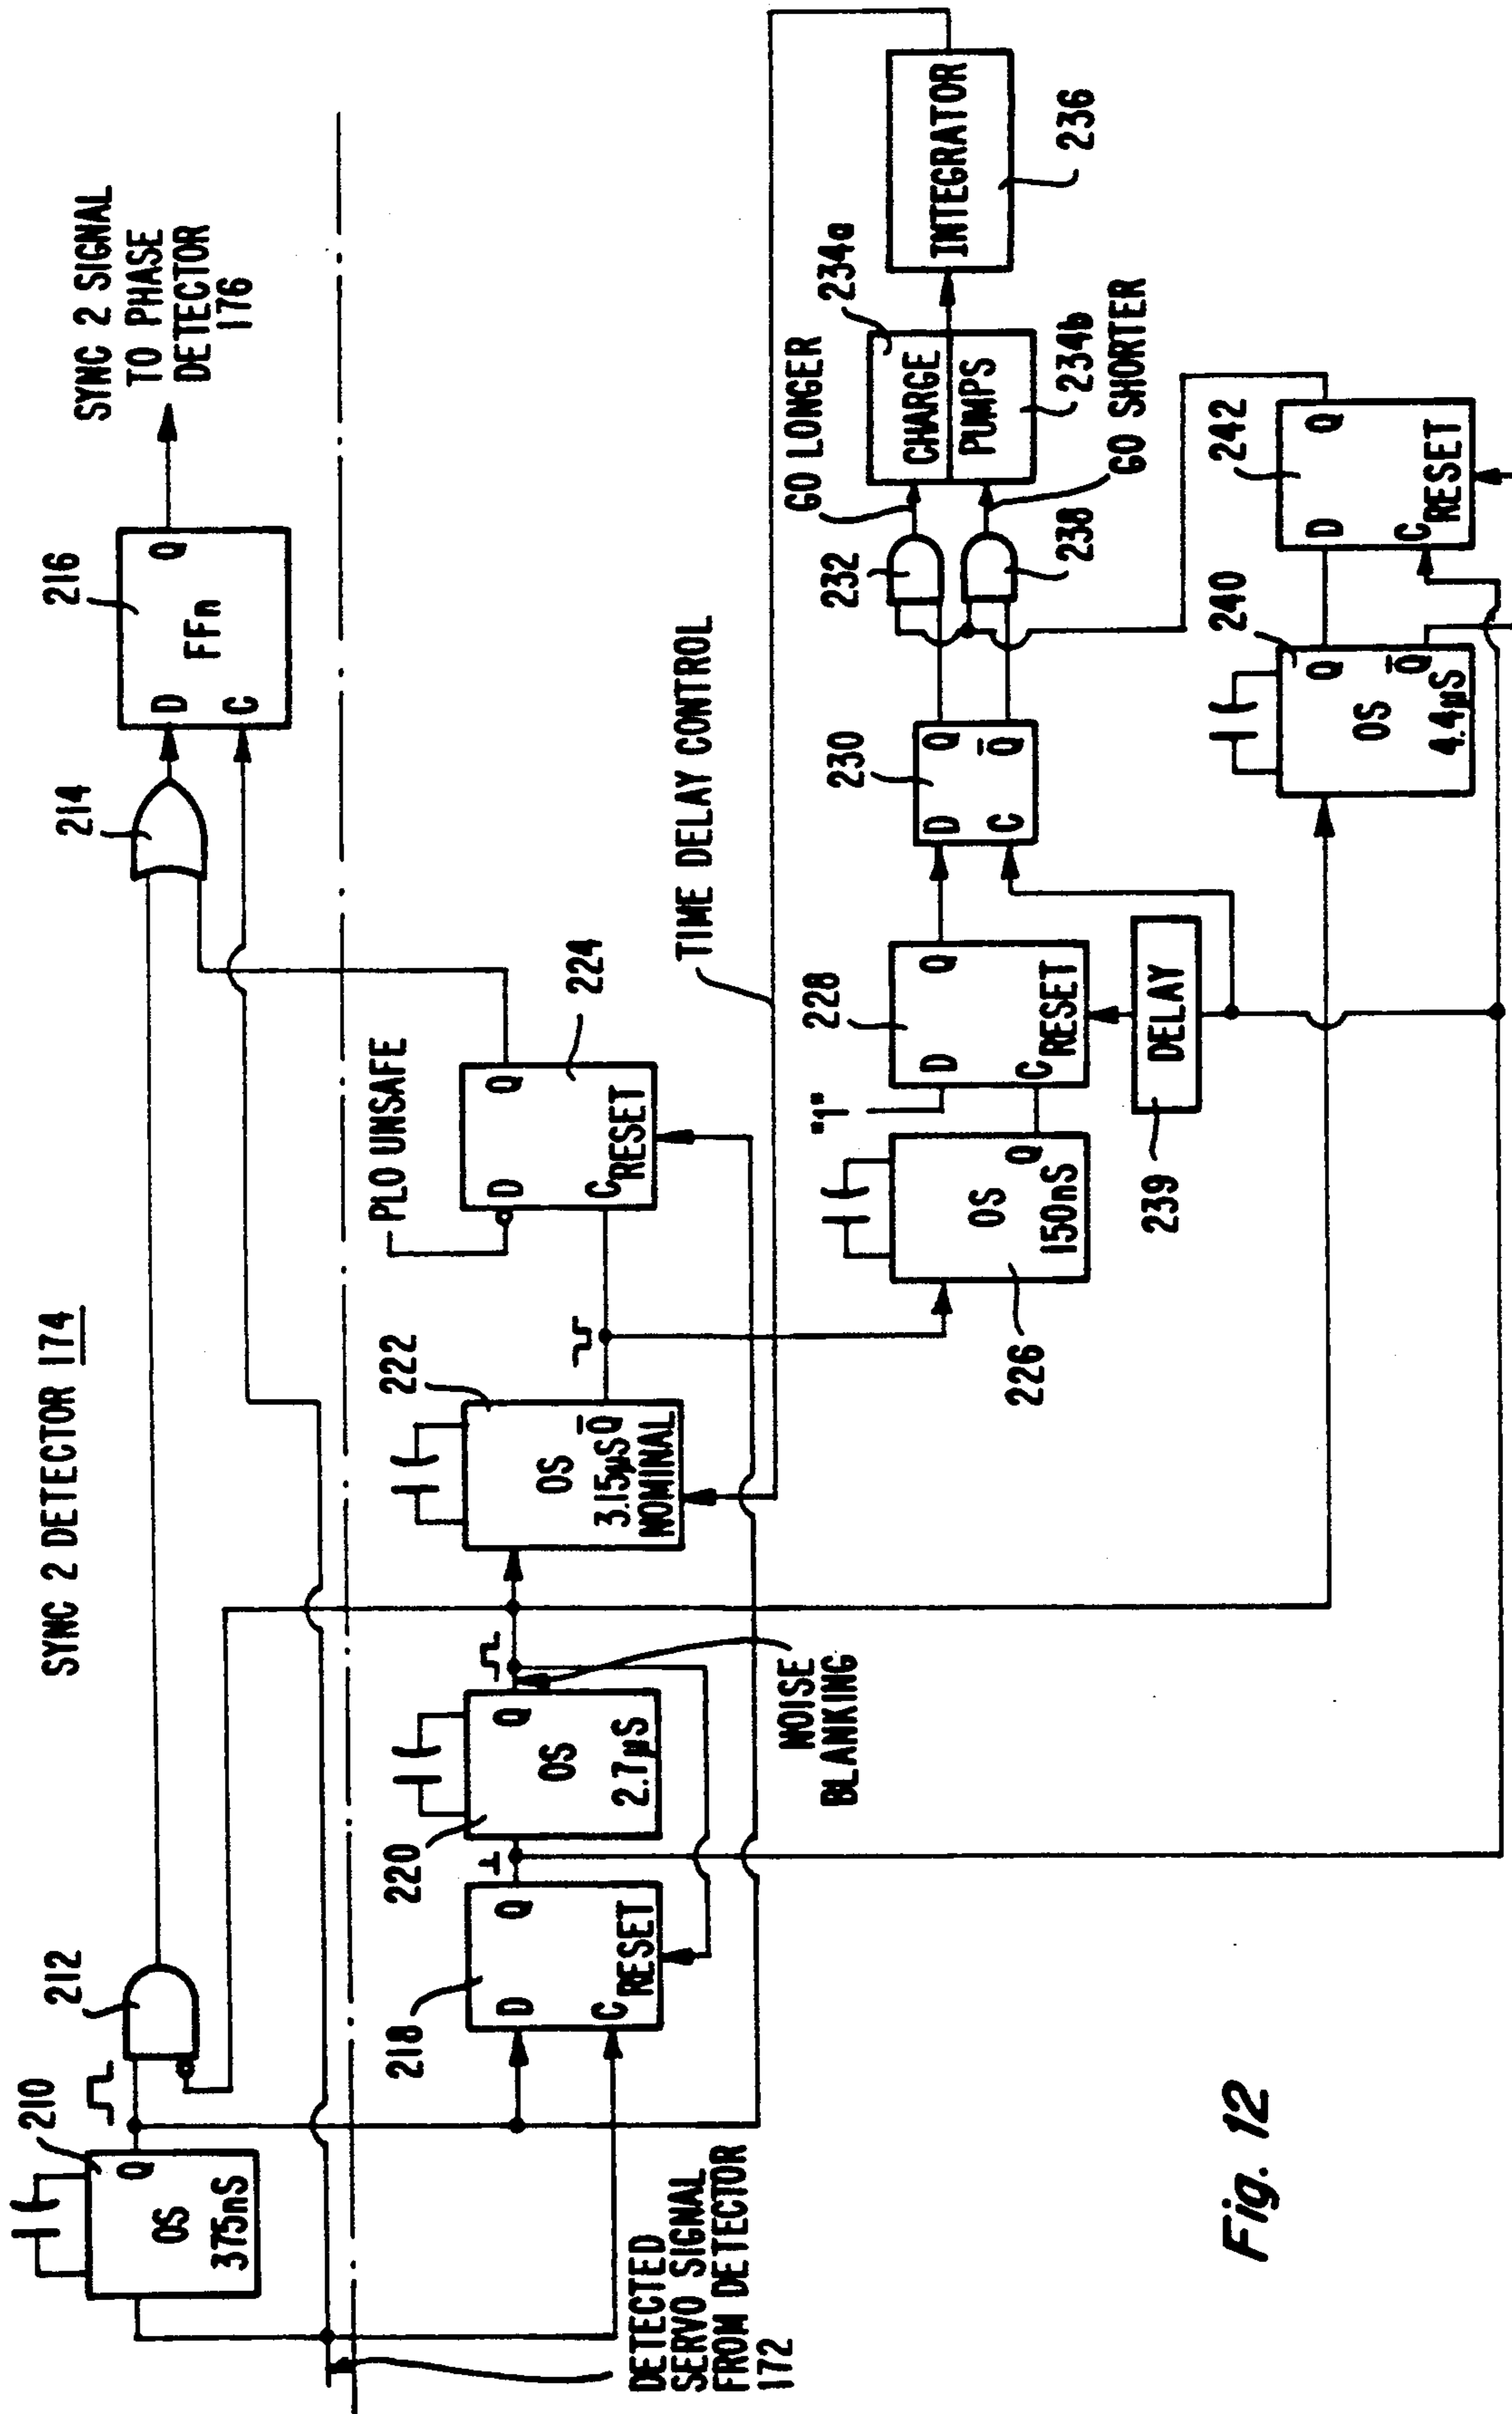 SYNC 2 DETECTOR 174
210
OS
375nS
Q
212
214
216
D
C
FFn
Q
SYNC 2 SIGNAL
TO PHASE
DETECTOR
176
DETECTED
SERVO SIGNAL
FROM DETECTOR
172
218
D
C
RESET
Q
220
OS
2.7µS
Q
NOISE
BLANKING
222
OS
3.15µS Q̅
NOMINAL
PLO UNSAFE
D
C
RESET
Q
224
TIME DELAY CONTROL
226
OS
150nS
Q
"1"
228
D
C
RESET
Q
239
DELAY
230
D
C
Q
Q̅
232
238
GO LONGER
GO SHORTER
CHARGE
PUMPS
234a
234b
INTEGRATOR
236
240
OS
4.4µS
Q
Q̅
242
D
C
RESET
Q
Fig. 12